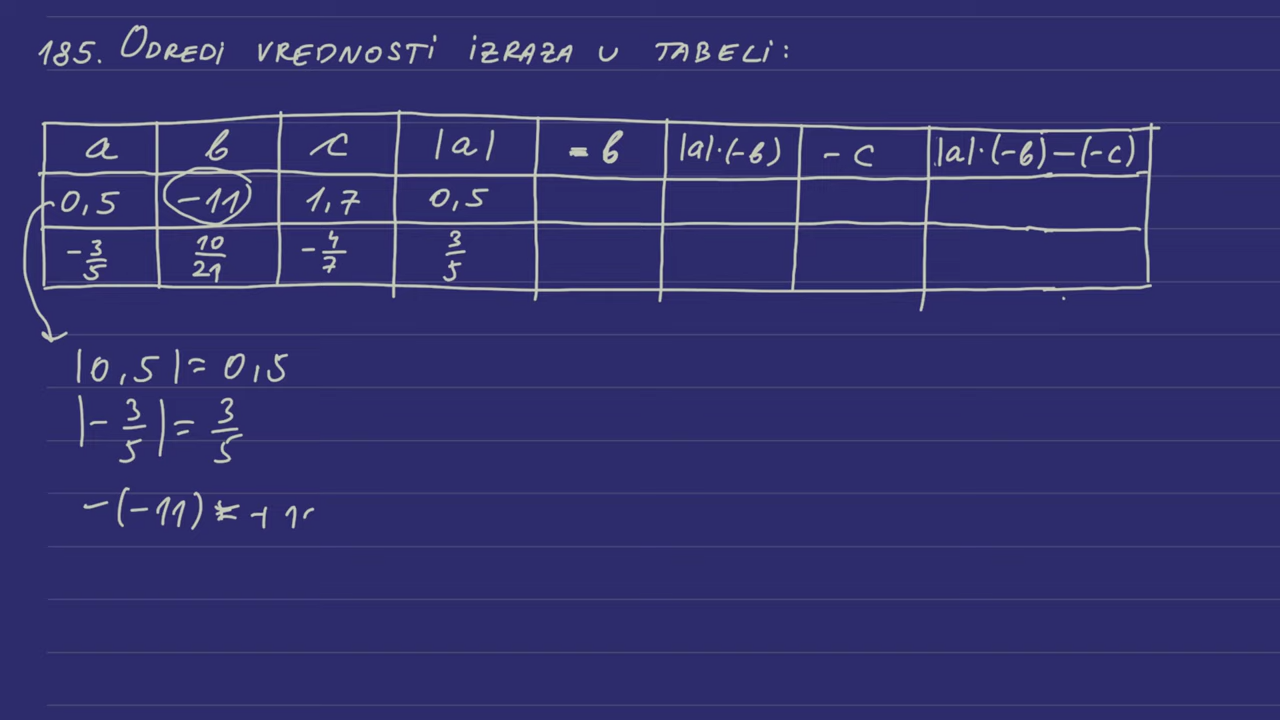 185. ODREDI VREDNOSTI IZRAZA U TABELI:
a b c |a| -b |a|·(-b) -c |a|·(-b)-(-c)
0,5 -11 1,7 0,5
-3/5 10/21 -4/7 3/5
|0,5|=0,5
|-3/5|=3/5
-(-11)=+1